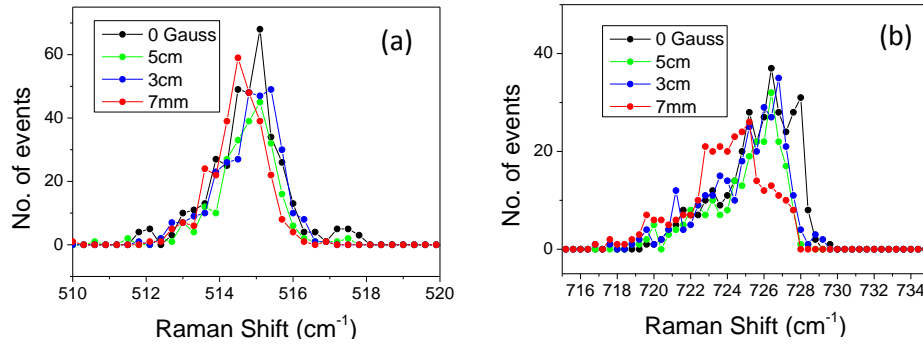 (a)
0 Gauss
5cm
3cm
7mm
No. of events
60
40
20
0
510 512 514 516 518 520
Raman Shift (cm⁻¹)
(b)
0 Gauss
5cm
3cm
7mm
No. of events
40
20
0
716 718 720 722 724 726 728 730 732 734
Raman Shift (cm⁻¹)